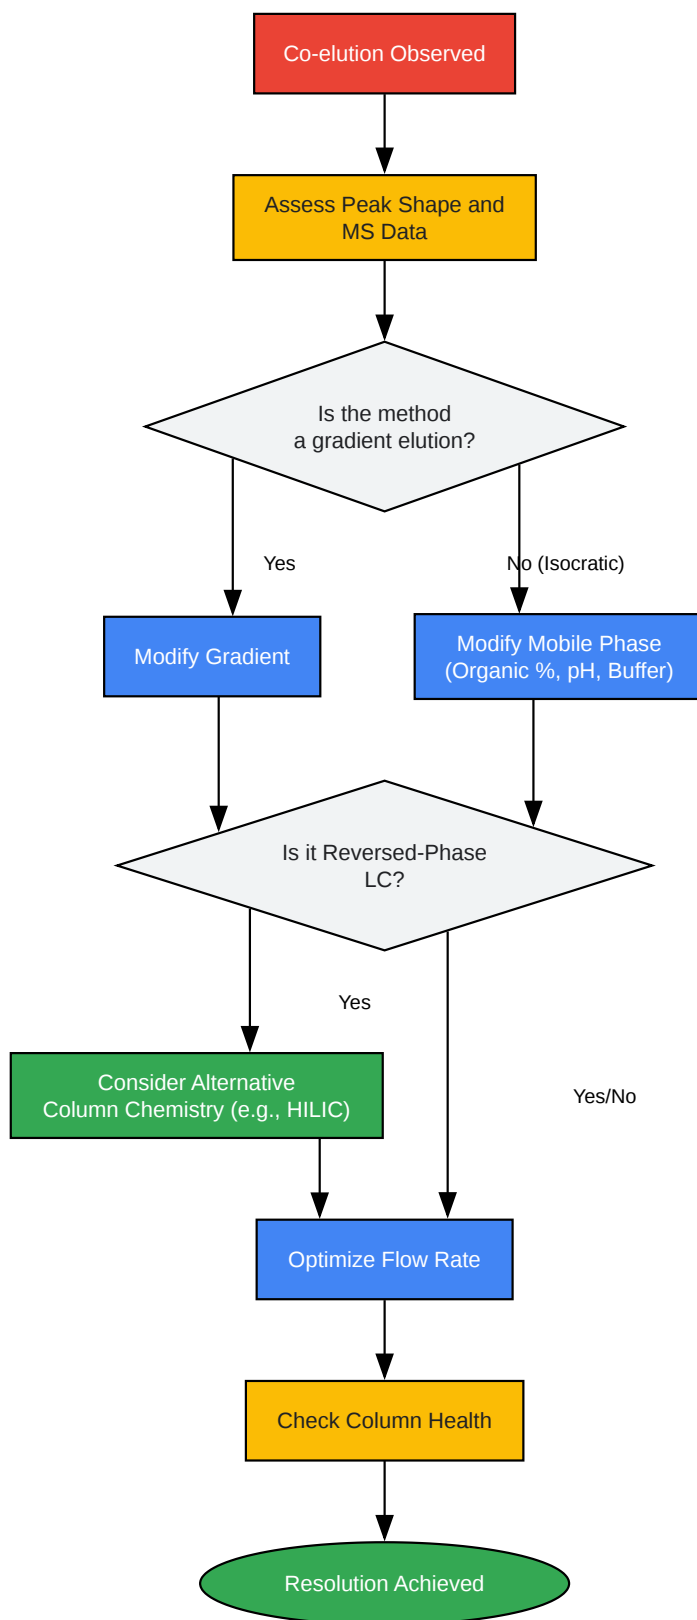 Co-elution Observed
Assess Peak Shape and
MS Data
Is the method
a gradient elution?
Yes
No (Isocratic)
Modify Gradient
Modify Mobile Phase
(Organic %, pH, Buffer)
Is it Reversed-Phase
LC?
Yes
Consider Alternative
Column Chemistry (e.g., HILIC)
Yes/No
Optimize Flow Rate
Check Column Health
Resolution Achieved